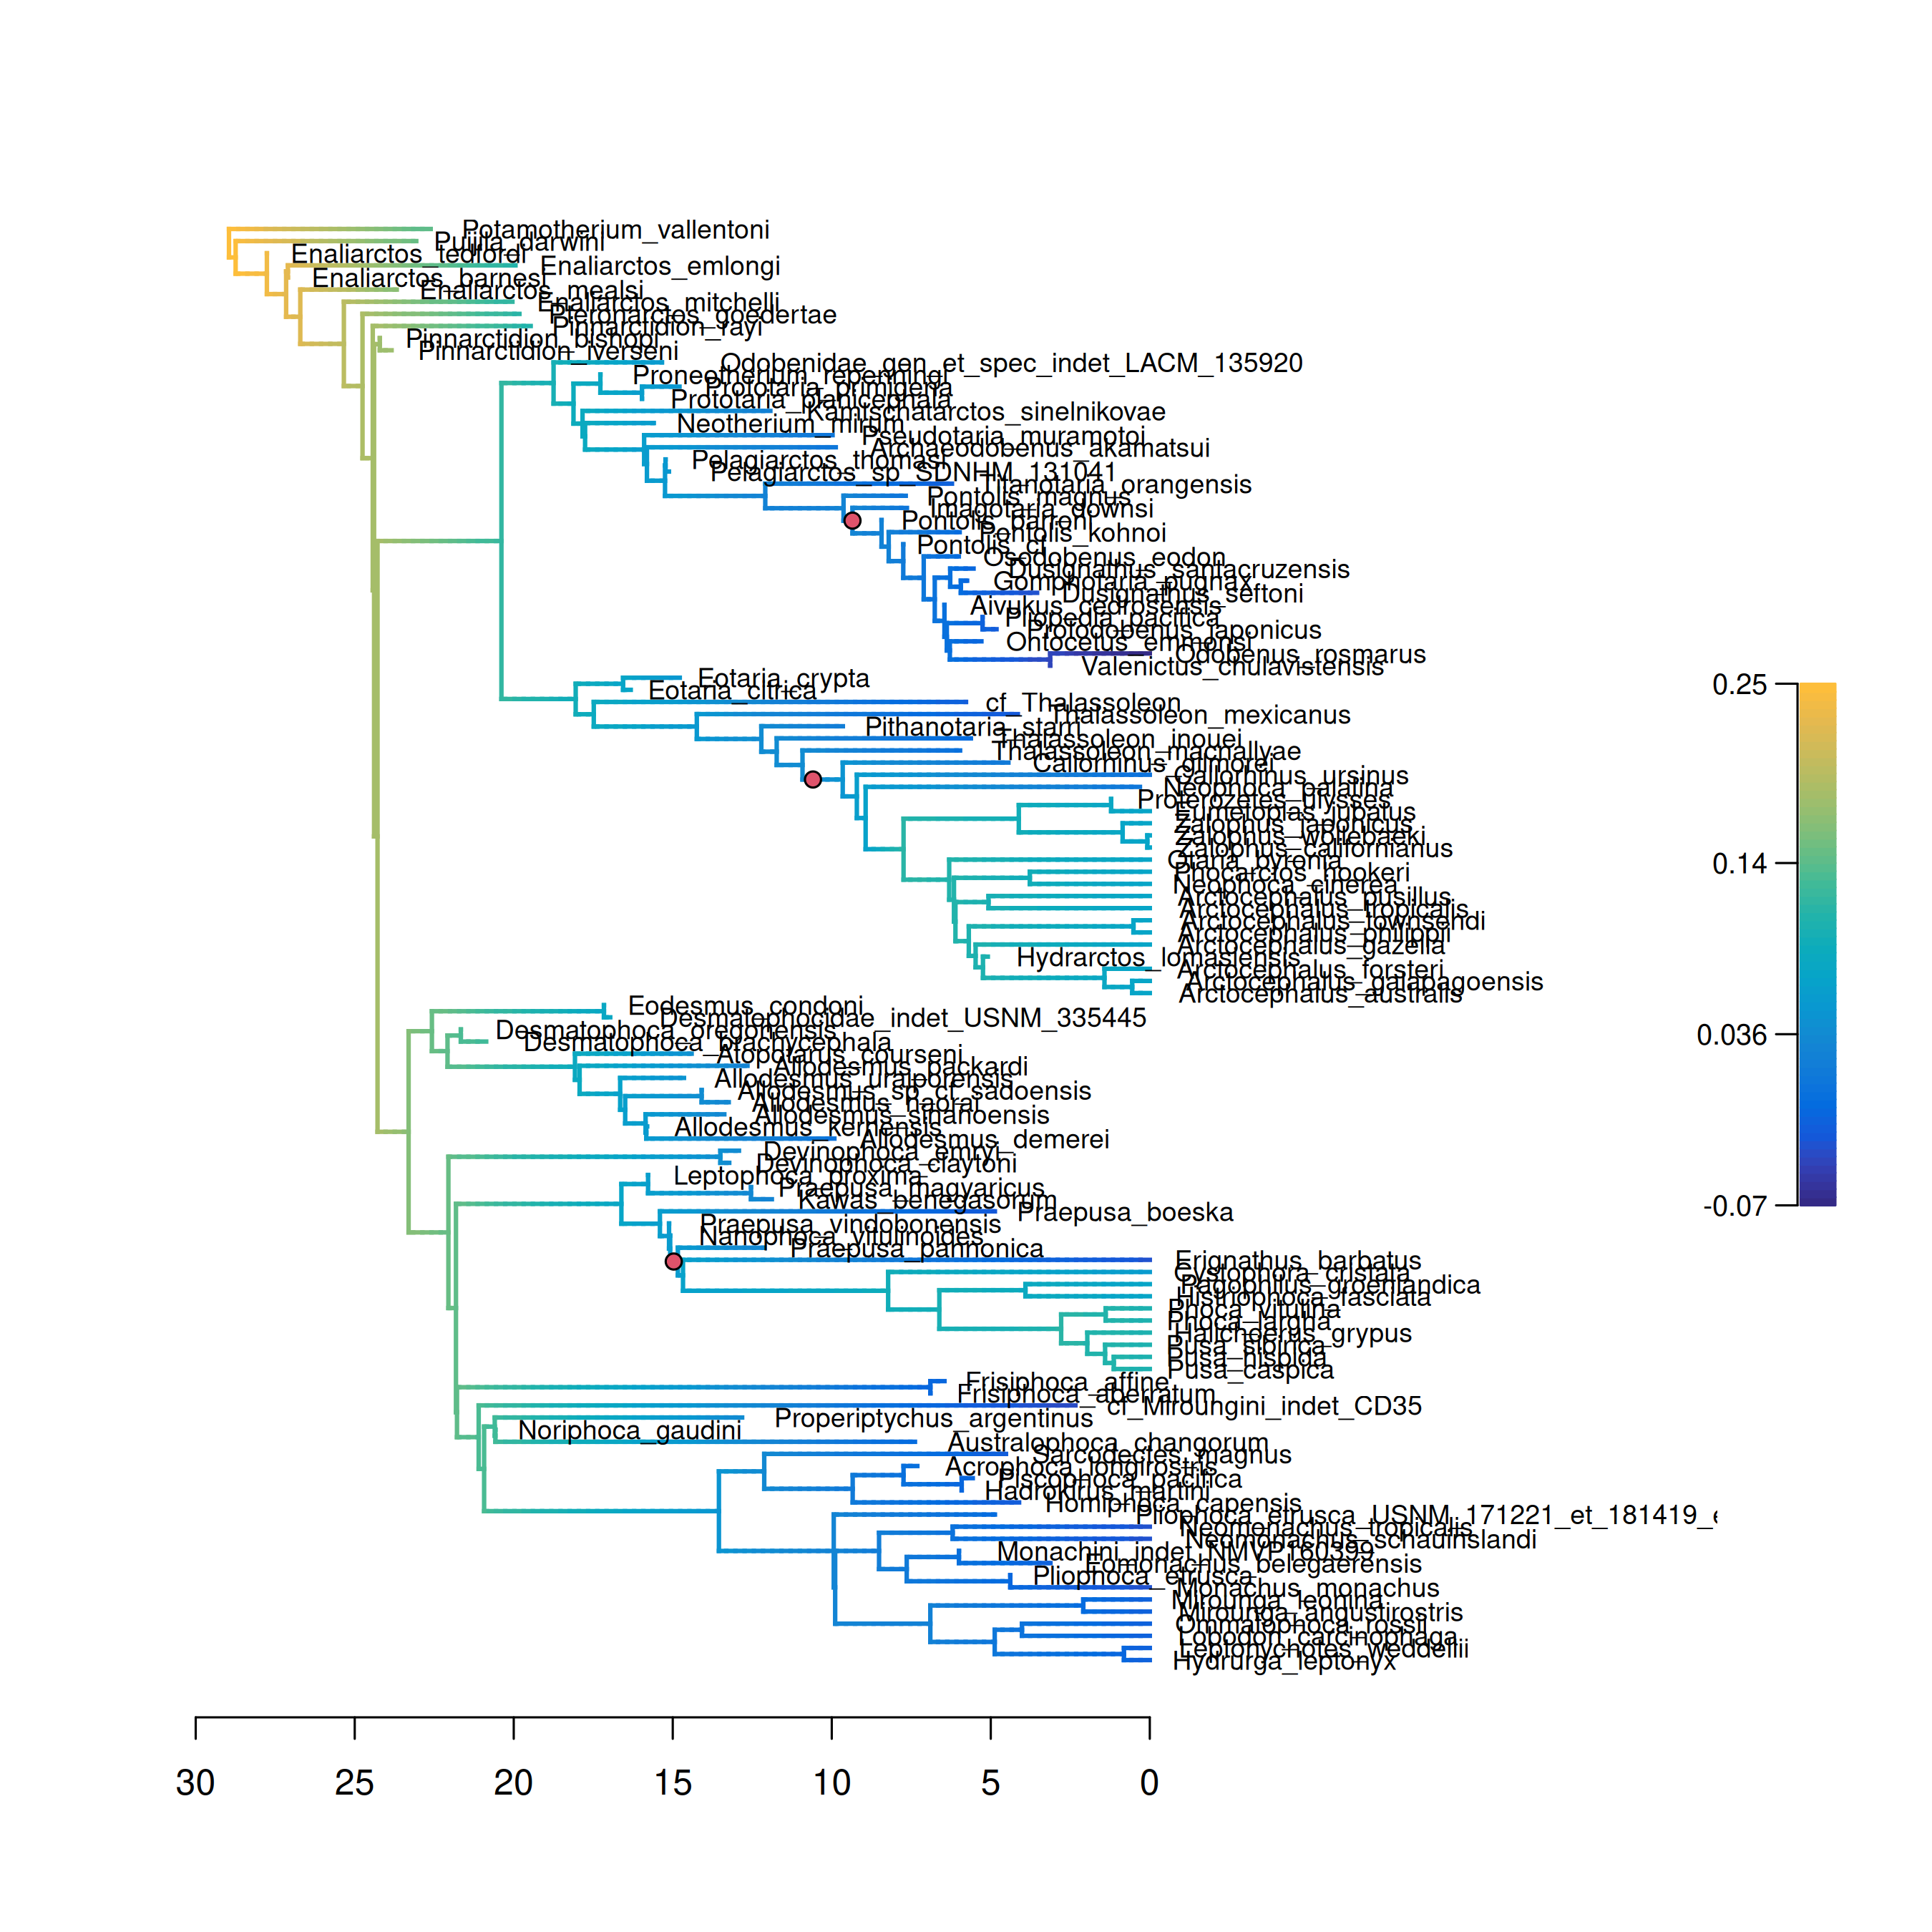 Potamotherium_vallentoni
Puijila_darwini
Enaliarctos_tedfordi
Enaliarctos_emlongi
Enaliarctos_barnesi
Enaliarctos_mealsi
Enaliarctos_mitchelli
Pteronarctos_goedertae
Pinnarctidion_rayi
Pinnarctidion_bishopi
Pinnarctidion_iverseni
Odobenidae_gen_et_spec_indet_LACM_135920
Proneotherium_repenningi
Prototaria_primigena
Prototaria_planicephala
Kamtschatarctos_sinelnikovae
Neotherium_mirum
Pseudotaria_muramotoi
Archaeodobenus_akamatsui
Pelagiarctos_thomasi
Pelagiarctos_sp_SDNHM_131041
Titanotaria_orangensis
Pontolis_magnus
Imagotaria_downsi
Pontolis_barroni
Pontolis_kohnoi
Pontolis_cf
Osodobenus_eodon
Dusignathus_santacruzensis
Gomphotaria_pugnax
Dusignathus_seftoni
Aivukus_cedrosensis
Pliopedia_pacifica
Protodobenus_japonicus
Ontocetus_emmonsi
Odobenus_rosmarus
Valenictus_chulavistensis
Eotaria_crypta
Eotaria_citrica
cf_Thalassoleon
Thalassoleon_mexicanus
Pithanotaria_starri
Thalassoleon_inouei
Thalassoleon_macnallyae
Callorhinus_gilmorei
Callorhinus_ursinus
Neophoca_palatina
Proterozetes_ulysses
Eumetopias_jubatus
Zalophus_japonicus
Zalophus_wollebaeki
Zalophus_californianus
Otaria_byronia
Phocarctos_hookeri
Neophoca_cinerea
Arctocephalus_pusillus
Arctocephalus_tropicalis
Arctocephalus_townsendi
Arctocephalus_philippii
Arctocephalus_gazella
Hydrarctos_lomasiensis
Arctocephalus_forsteri
Arctocephalus_galapagoensis
Arctocephalus_australis
Eodesmus_condoni
Desmatophocidae_indet_USNM_335445
Desmatophoca_oregonensis
Desmatophoca_brachycephala
Atopotarus_courseni
Allodesmus_packardi
Allodesmus_uraiporensis
Allodesmus_sp_cf_sadoensis
Allodesmus_naorai
Allodesmus_sinanoensis
Allodesmus_kernensis
Allodesmus_demerei
Devinophoca_emryi
Devinophoca_claytoni
Leptophoca_proxima
Praepusa_magyaricus
Kawas_benegasorum
Praepusa_boeska
Praepusa_vindobonensis
Nanophoca_vitulinoides
Praepusa_pannonica
Erignathus_barbatus
Cystophora_cristata
Pagophilus_groenlandica
Histriophoca_fasciata
Phoca_vitulina
Phoca_largha
Halichoerus_grypus
Pusa_sibirica
Pusa_hispida
Pusa_caspica
Frisiphoca_affine
Frisiphoca_aberratum
cf_Miroungini_indet_CD35
Properiptychus_argentinus
Noriphoca_gaudini
Australophoca_changorum
Sarcodectes_magnus
Acrophoca_longirostris
Piscophoca_pacifica
Hadrokirus_martini
Homiphoca_capensis
Pliophoca_etrusca_USNM_171221_et_181419_e
Neomonachus_tropicalis
Neomonachus_schauinslandi
Monachini_indet_NMVP160399
Eomonachus_belegaerensis
Pliophoca_etrusca
Monachus_monachus
Mirounga_leonina
Mirounga_angustirostris
Ommatophoca_rossii
Lobodon_carcinophaga
Leptonychotes_weddellii
Hydrurga_leptonyx
0.25
0.14
0.036
-0.07
30 25 20 15 10 5 0